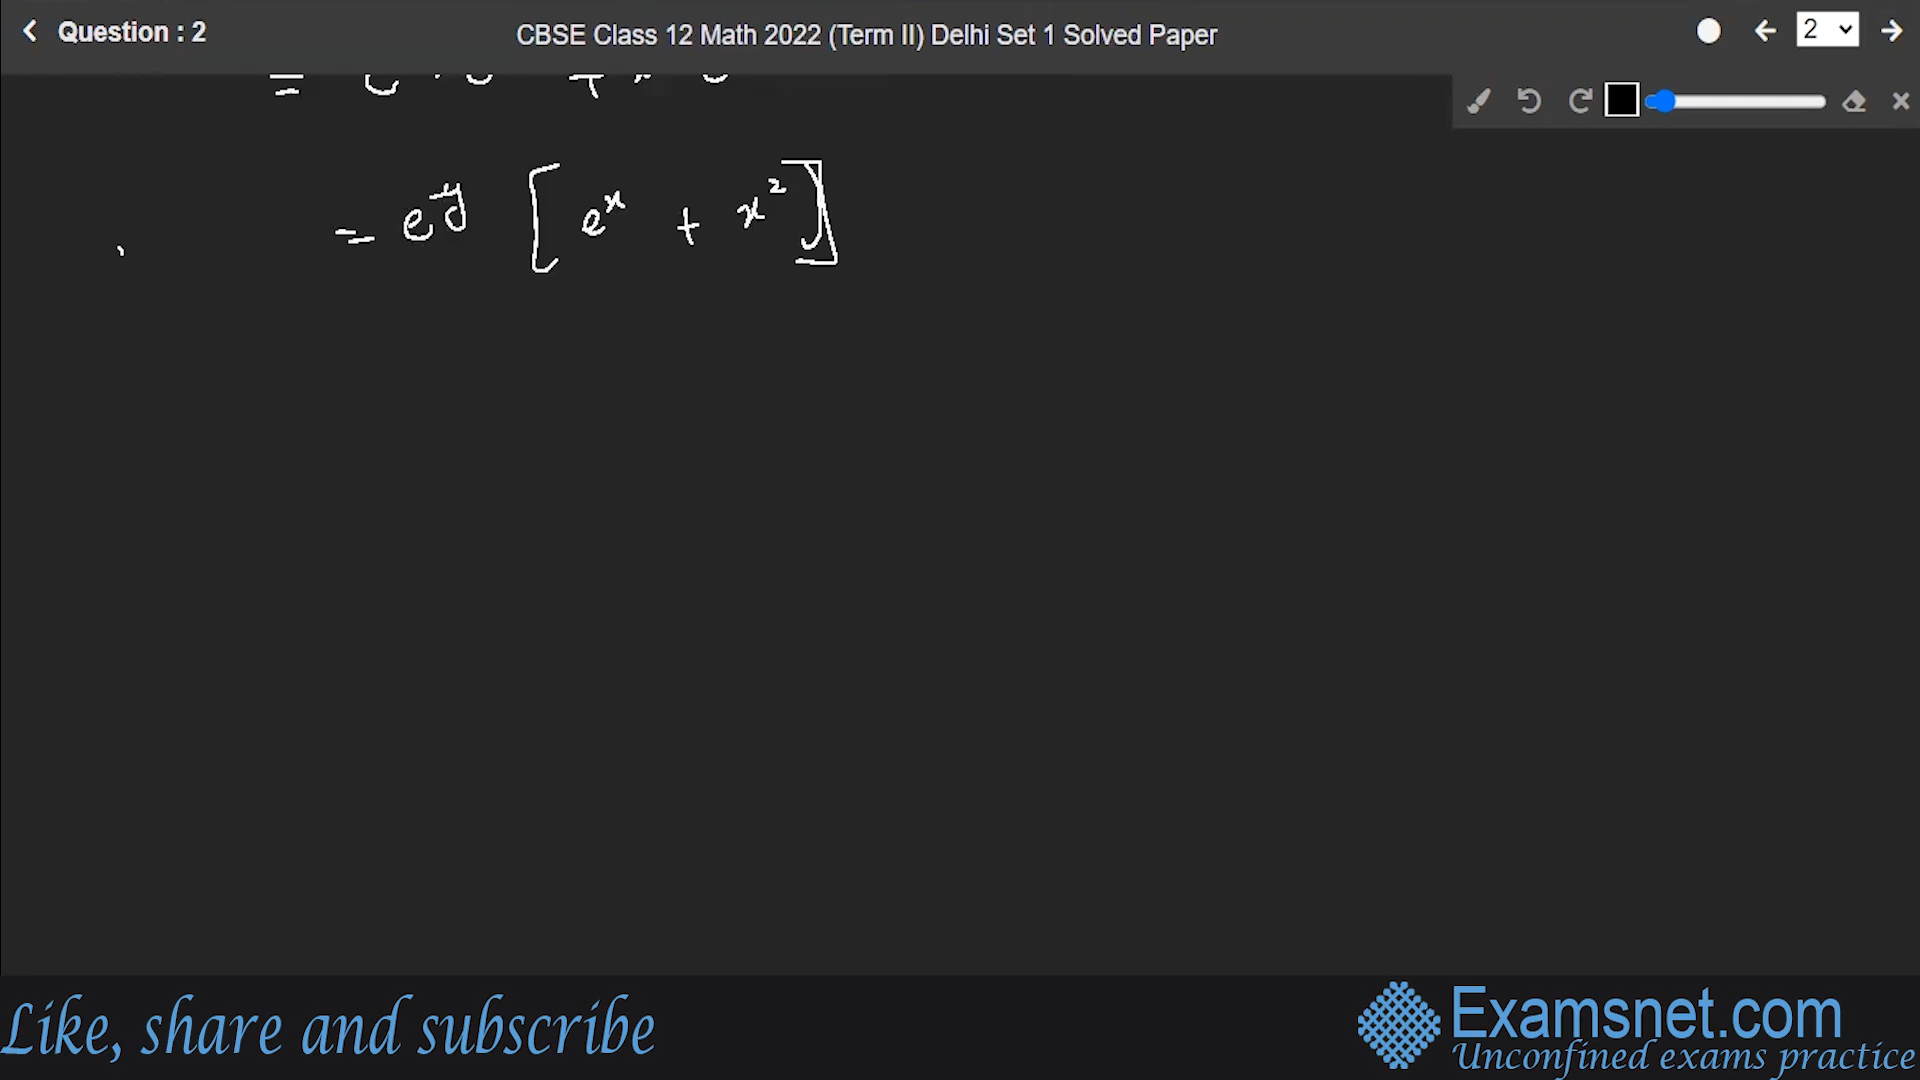 Question : 2
CBSE Class 12 Math 2022 (Term II) Delhi Set 1 Solved Paper
2
= e^-y [ e^x + x^2 ]
Like, share and subscribe
Examsnet.com
Unconfined exams practice